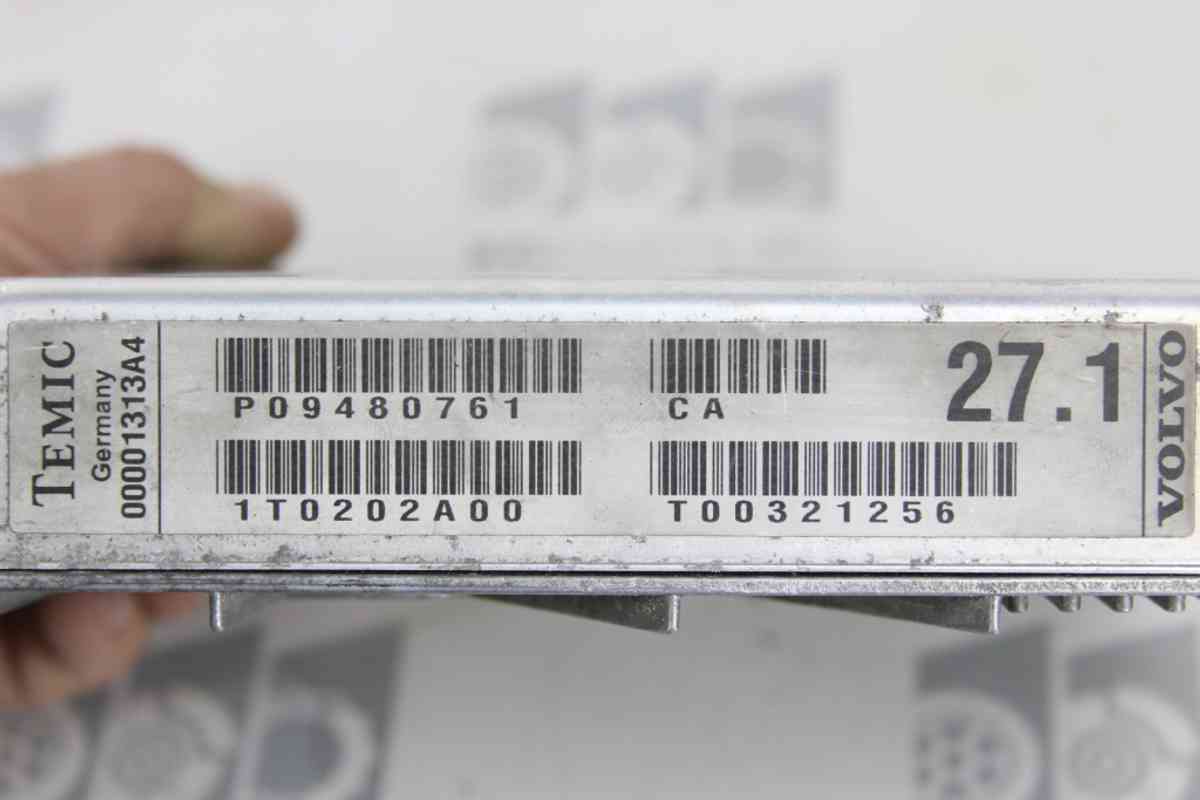 TEMIC
Germany
00001313A4
P09480761
CA
27.1
1T0202A00
T00321256
VOLVO